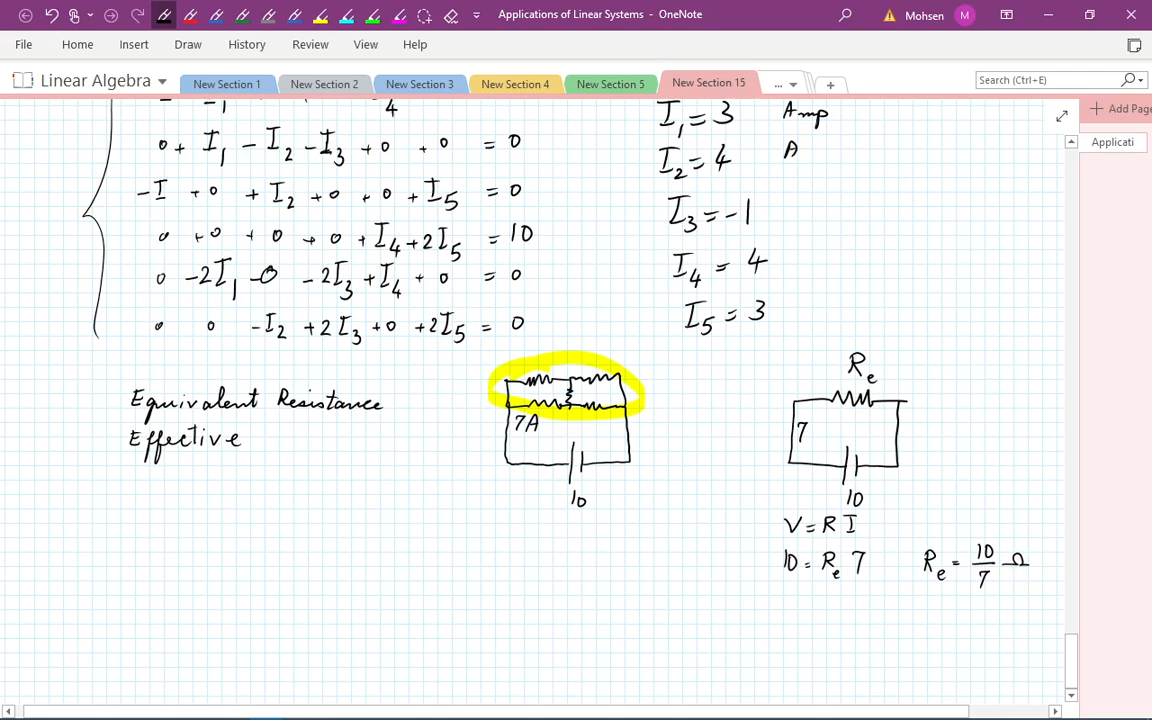 Applications of Linear Systems - OneNote
Mohsen M
File Home Insert Draw History Review View Help
Linear Algebra New Section 1 New Section 2 New Section 3 New Section 4 New Section 5 New Section 15 ... + Search (Ctrl+E)
+ Add Page
Applicati
0 + I₁ - I₂ - I₃ + 0 + 0 = 0
-I + 0 + I₂ + 0 + 0 + I₅ = 0
0 + 0 + 0 + 0 + I₄ + 2I₅ = 10
0 - 2I₁ - 0 - 2I₃ + I₄ + 0 = 0
0 0 - I₂ + 2I₃ + 0 + 2I₅ = 0
I₁ = 3 Amp
I₂ = 4 A
I₃ = -1
I₄ = 4
I₅ = 3
Equivalent Resistance
Effective
7A
10
Rₑ
7
10
V = R I
10 = Rₑ 7 Rₑ = 10/7 Ω